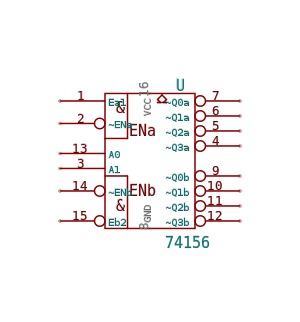 U
16
VCC
1 Ea1 & ~Q0a 7
2 ~ENa ENa ~Q1a 6
~Q2a 5
~Q3a 4
13 A0
3 A1
~Q0b 9
14 ENb ~Q1b 10
& ~Q2b 11
15 Eb2 ~Q3b 12
8
GND
74156